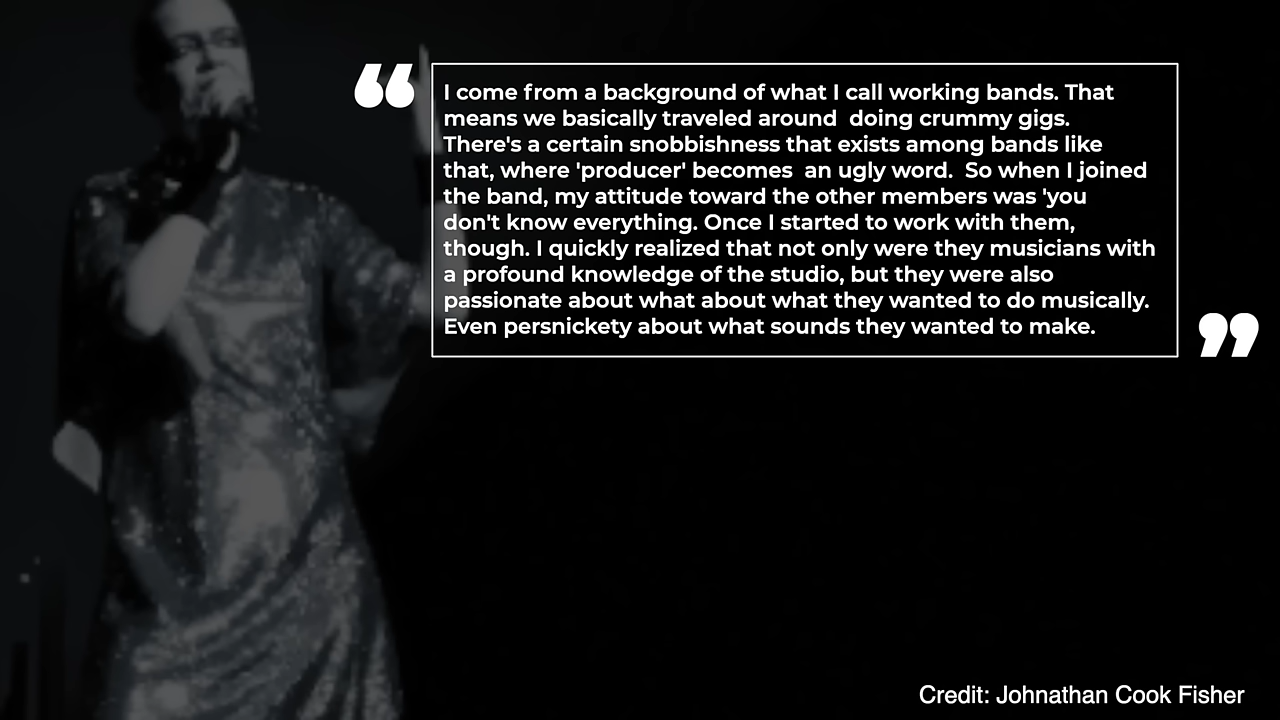 “
I come from a background of what I call working bands. That
means we basically traveled around  doing crummy gigs.
There's a certain snobbishness that exists among bands like
that, where 'producer' becomes  an ugly word.  So when I joined
the band, my attitude toward the other members was 'you
don't know everything. Once I started to work with them,
though. I quickly realized that not only were they musicians with
a profound knowledge of the studio, but they were also
passionate about what about what they wanted to do musically.
Even persnickety about what sounds they wanted to make.
”
Credit: Johnathan Cook Fisher